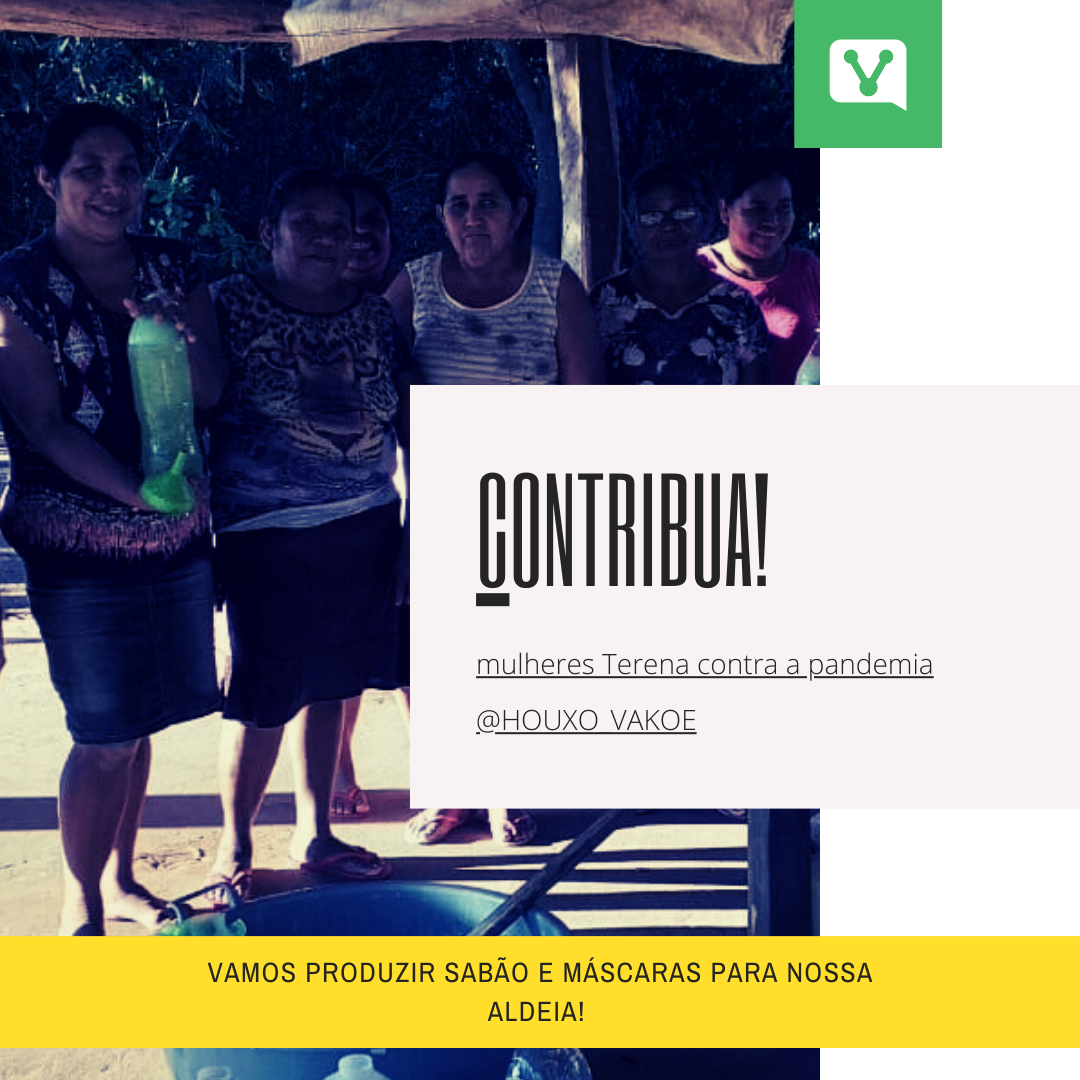 CONTRIBUA!
mulheres Terena contra a pandemia
@HOUXO_VAKOE
VAMOS PRODUZIR SABÃO E MÁSCARAS PARA NOSSA
ALDEIA!